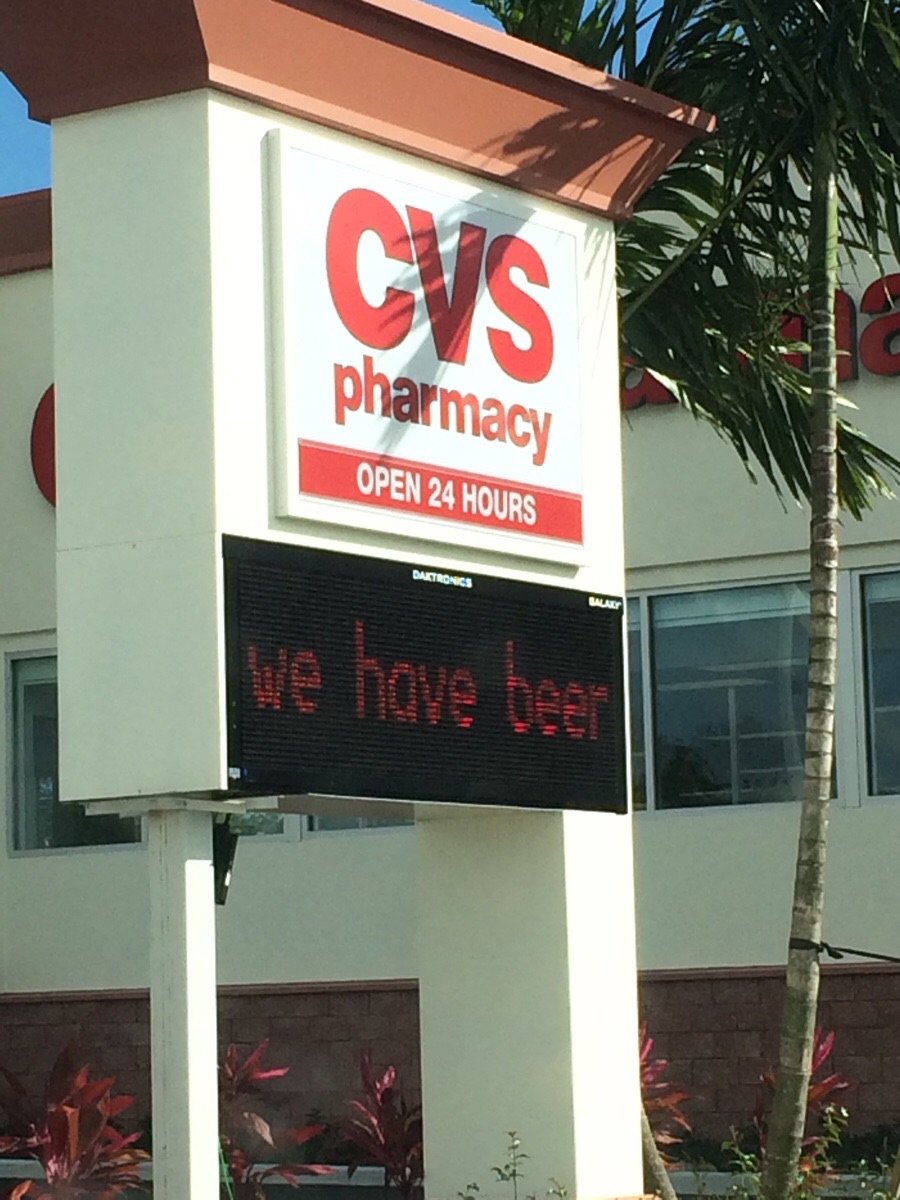 CVS
pharmacy
OPEN 24 HOURS
DAKTRONICS
GALAXY
we have beer